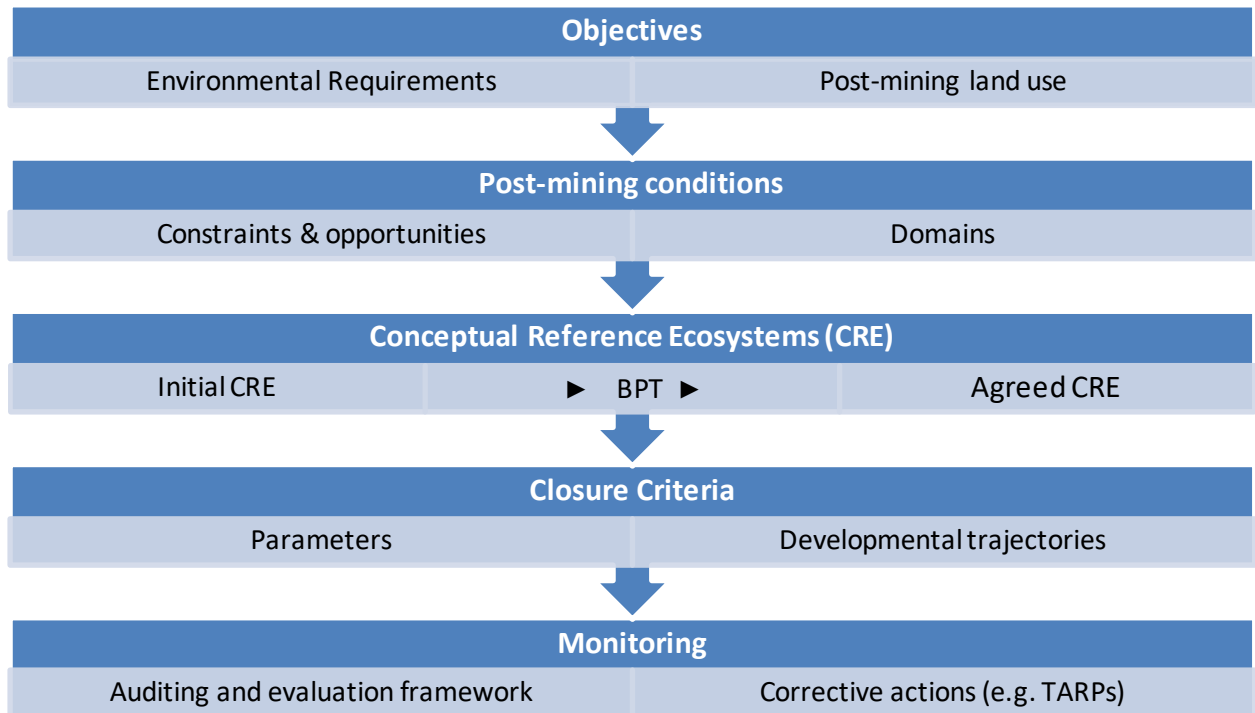 Objectives
Environmental Requirements
Post-mining land use
Post-mining conditions
Constraints & opportunities
Domains
Conceptual Reference Ecosystems (CRE)
Initial CRE
► BPT ►
Agreed CRE
Closure Criteria
Parameters
Developmental trajectories
Monitoring
Auditing and evaluation framework
Corrective actions (e.g. TARPs)